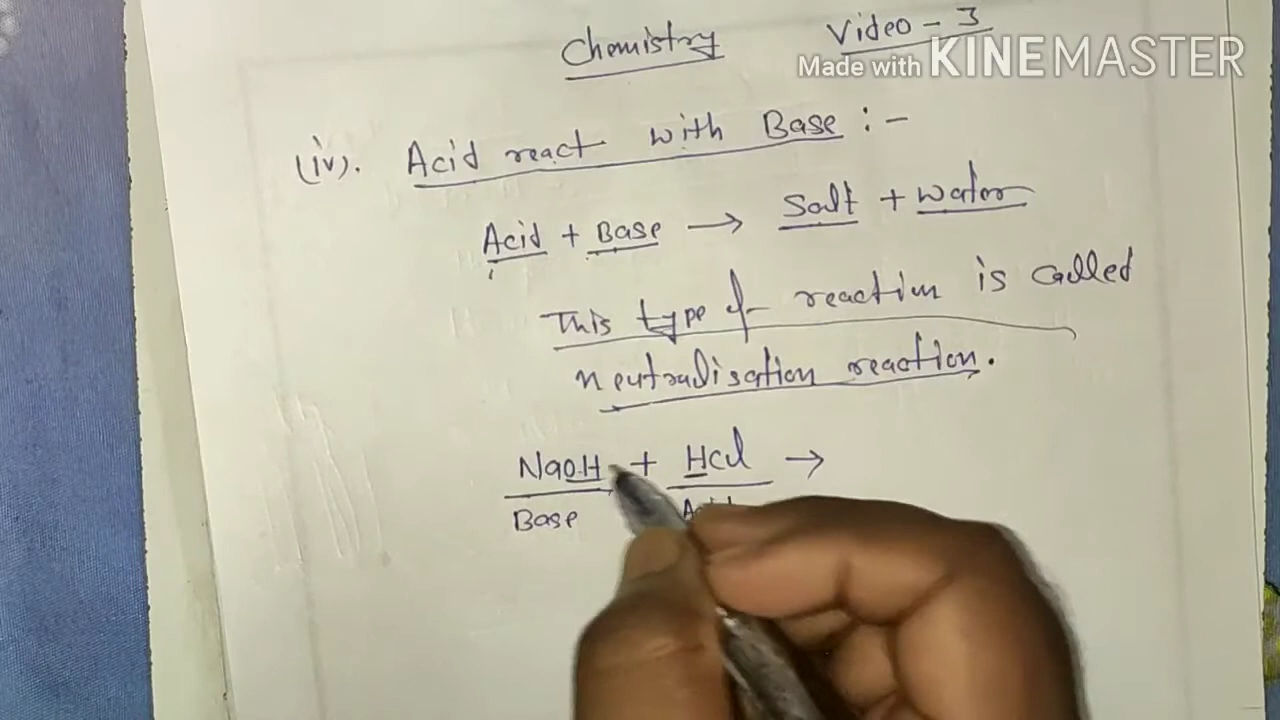 Chemistry Video - 3
Made with KINEMASTER
(iv). Acid react with Base :-
Acid + Base → Salt + water
This type of reaction is called
neutralisation reaction.
NaOH + HCl →
Base